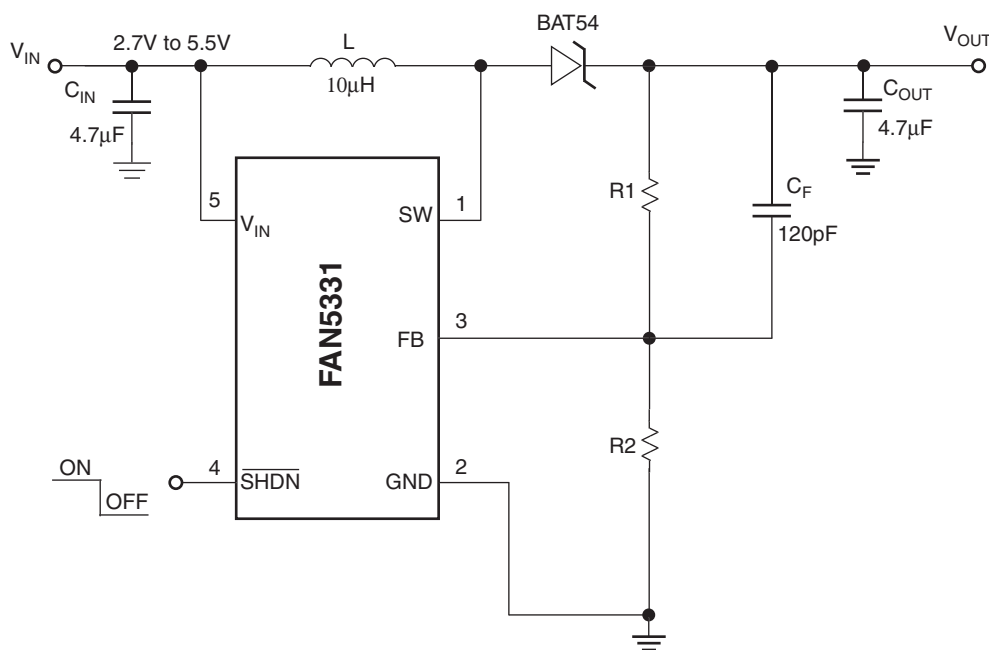 BAT54
V_IN
2.7V to 5.5V
L
V_OUT
10μH
C_IN
4.7μF
C_OUT
4.7μF
5
V_IN
SW
1
R1
C_F
120pF
FAN5331
FB
3
R2
ON
OFF
4
SHDN
GND
2